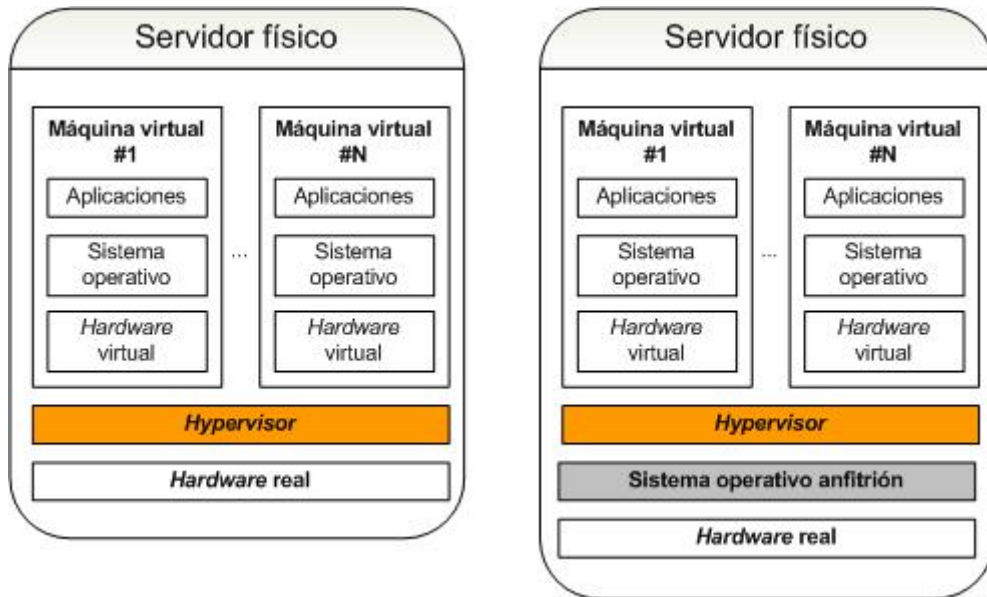 Servidor físico
Máquina virtual
#1
Aplicaciones
Sistema
operativo
Hardware
virtual
...
Máquina virtual
#N
Aplicaciones
Sistema
operativo
Hardware
virtual
Hypervisor
Hardware real
Servidor físico
Máquina virtual
#1
Aplicaciones
Sistema
operativo
Hardware
virtual
...
Máquina virtual
#N
Aplicaciones
Sistema
operativo
Hardware
virtual
Hypervisor
Sistema operativo anfitrión
Hardware real